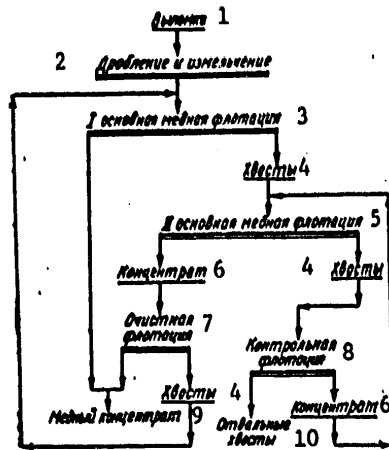 Выломка 1
2 Дробление и измельчение
I основная медная флотация 3
Хвосты 4
II основная медная флотация 5
Концентрат 6 4 Хвосты
Очистная 7
флотация
Контрольная
флотация 8
Хвосты 4 Концентрат 6
Медный концентрат 9 Отвальные
хвосты 10